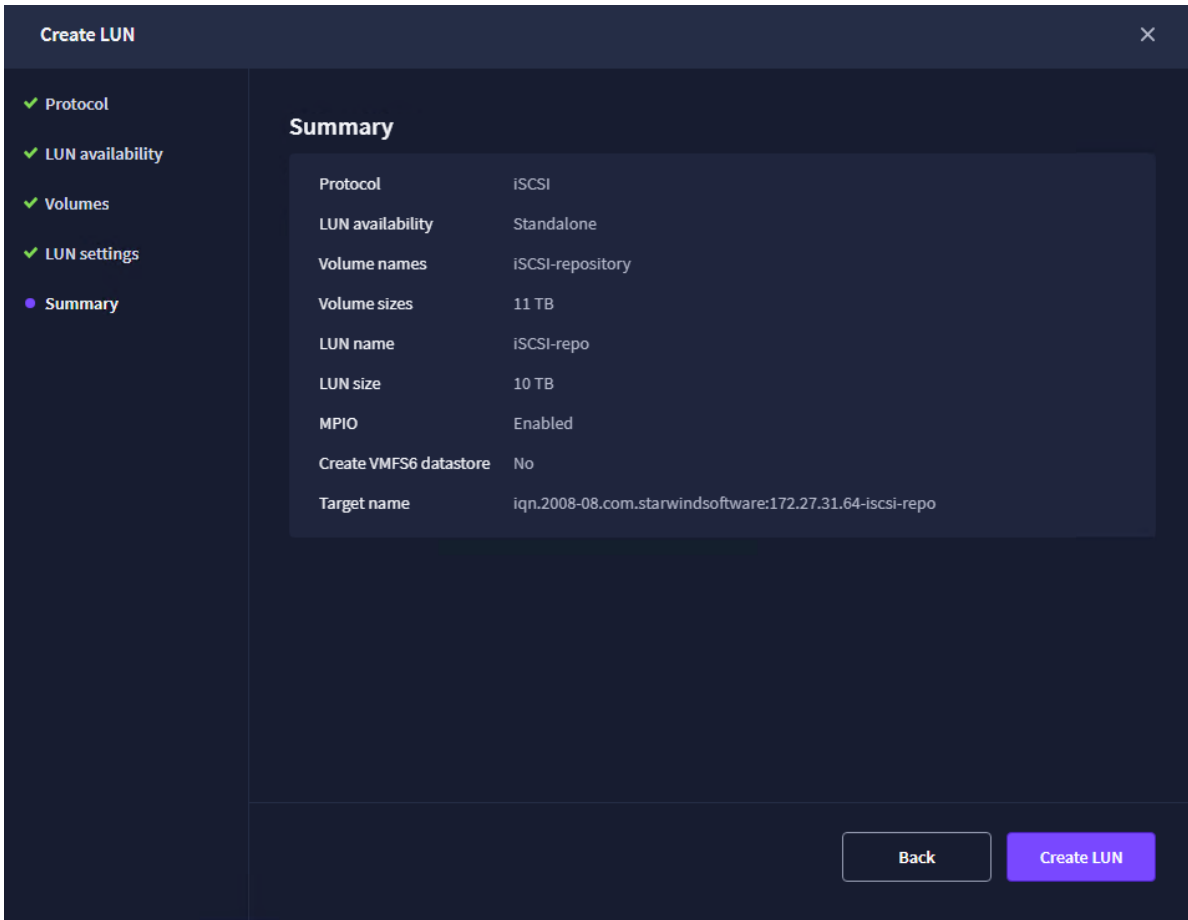 Create LUN
Protocol
LUN availability
Volumes
LUN settings
Summary
Summary
Protocol iSCSI
LUN availability Standalone
Volume names iSCSI-repository
Volume sizes 11 TB
LUN name iSCSI-repo
LUN size 10 TB
MPIO Enabled
Create VMFS6 datastore No
Target name iqn.2008-08.com.starwindsoftware:172.27.31.64-iscsi-repo
Back Create LUN